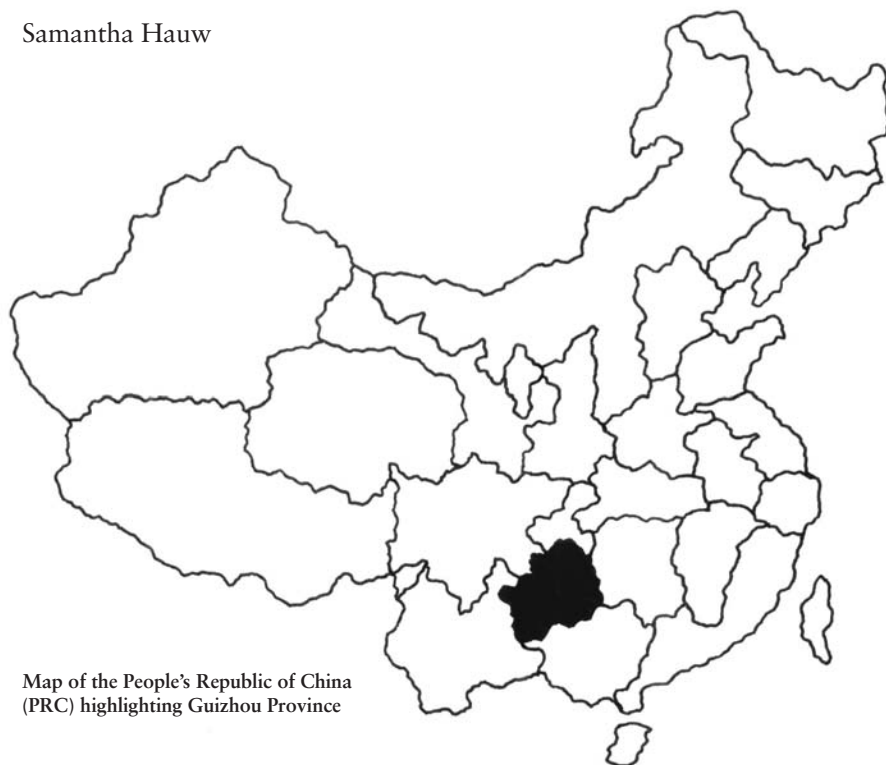 Samantha Hauw
Map of the People's Republic of China
(PRC) highlighting Guizhou Province